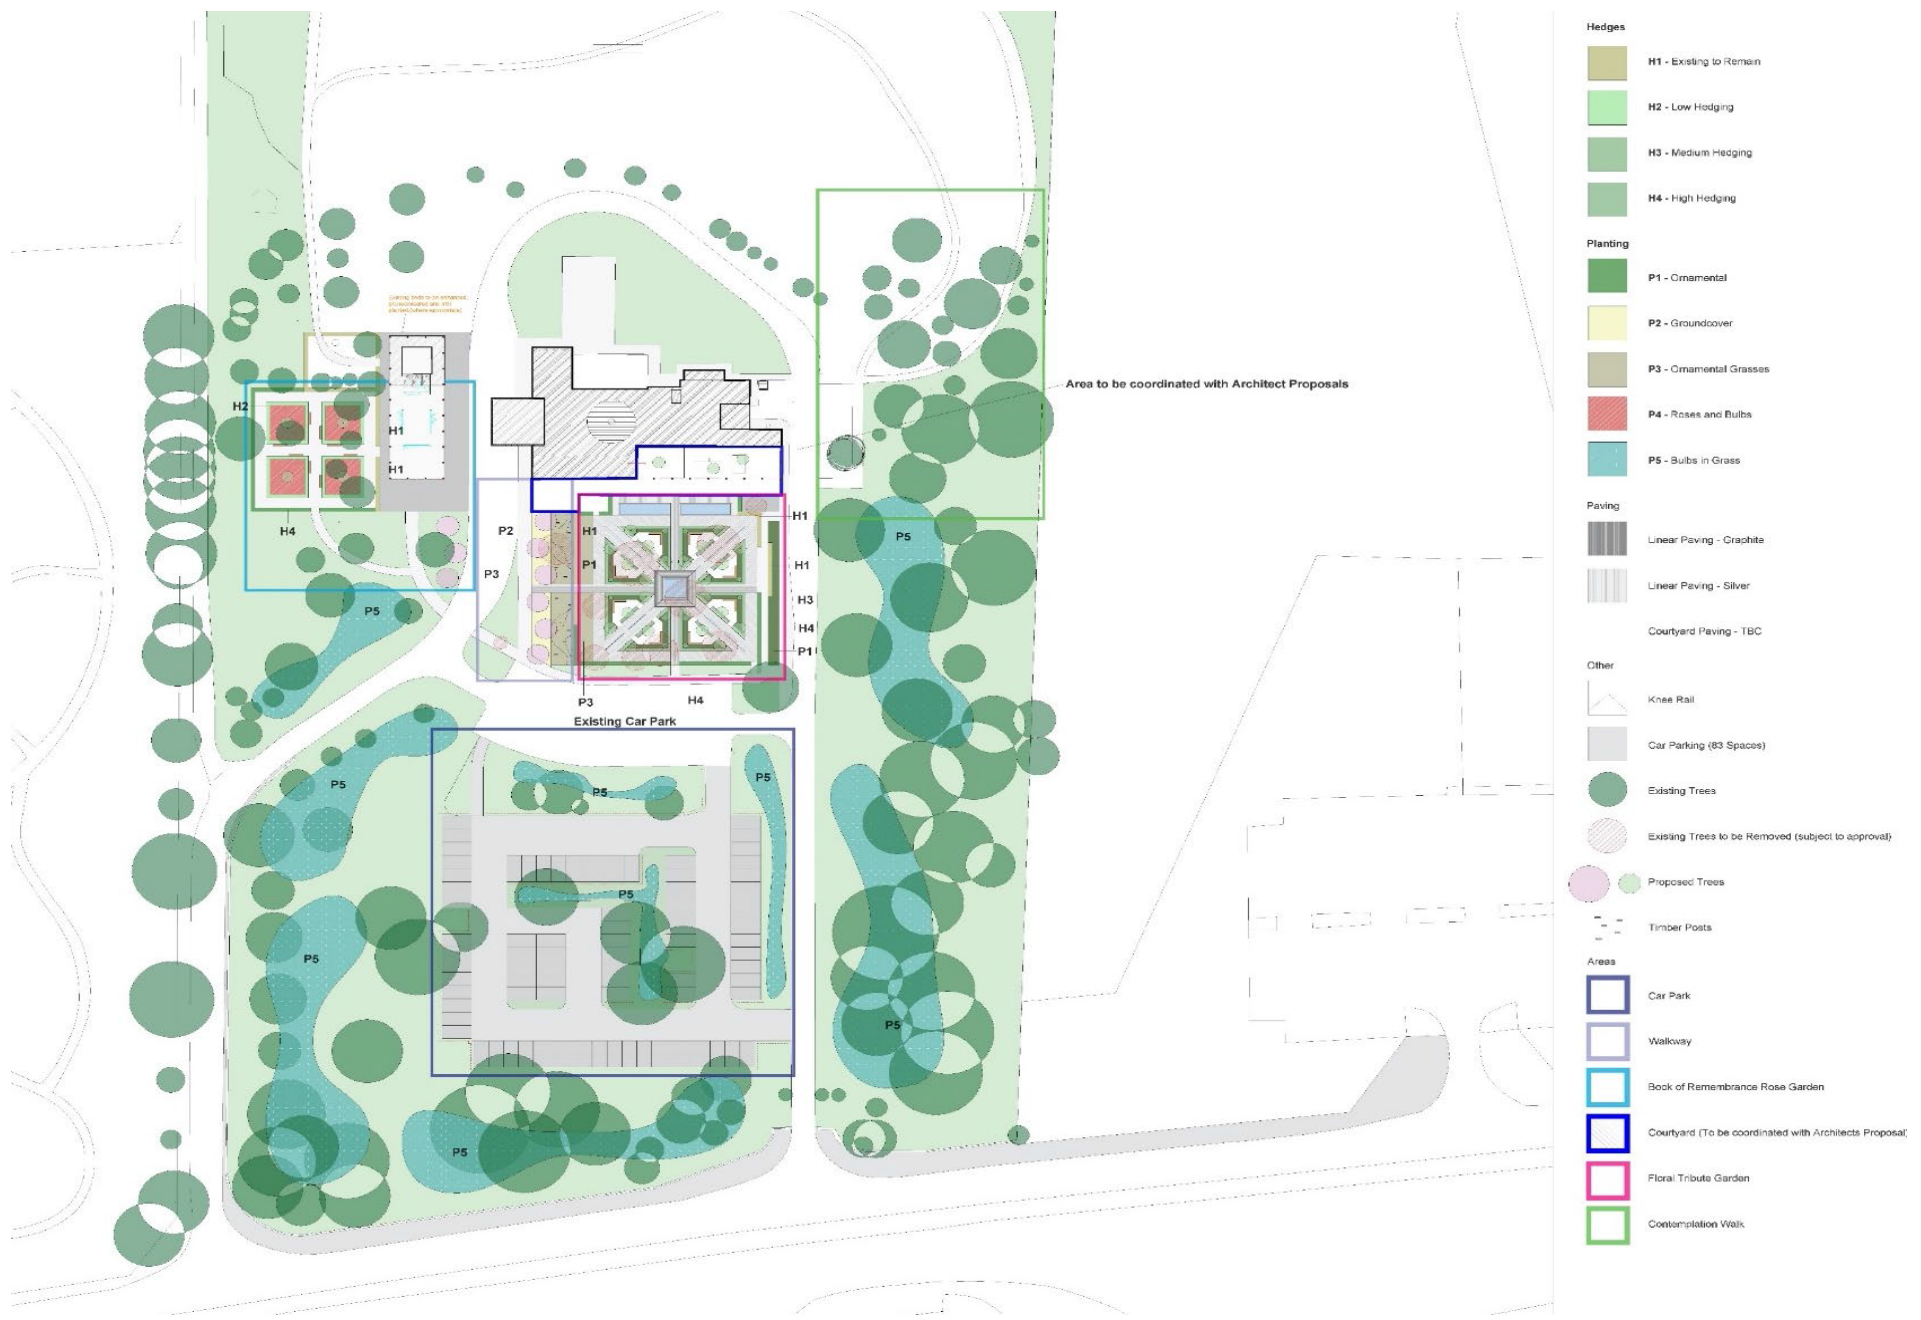 Existing beds to be enhanced,
H2
H1
H1
H4
Area to be coordinated with Architect Proposals
P2
P3
H1
P1
H1
H1
H3
H4
P1
P3
H4
P5
P5
Existing Car Park
P5
P5
P5
P5
P5
P5
P5
Hedges
H1 - Existing to Remain
H2 - Low Hedging
H3 - Medium Hedging
H4 - High Hedging
Planting
P1 - Ornamental
P2 - Groundcover
P3 - Ornamental Grasses
P4 - Roses and Bulbs
P5 - Bulbs in Grass
Paving
Linear Paving - Graphite
Linear Paving - Silver
Courtyard Paving - TBC
Other
Knee Rail
Car Parking (83 Spaces)
Existing Trees
Existing Trees to be Removed (subject to approval)
Proposed Trees
Timber Posts
Areas
Car Park
Walkway
Book of Remembrance Rose Garden
Courtyard (To be coordinated with Architects Proposal)
Floral Tribute Garden
Contemplation Walk